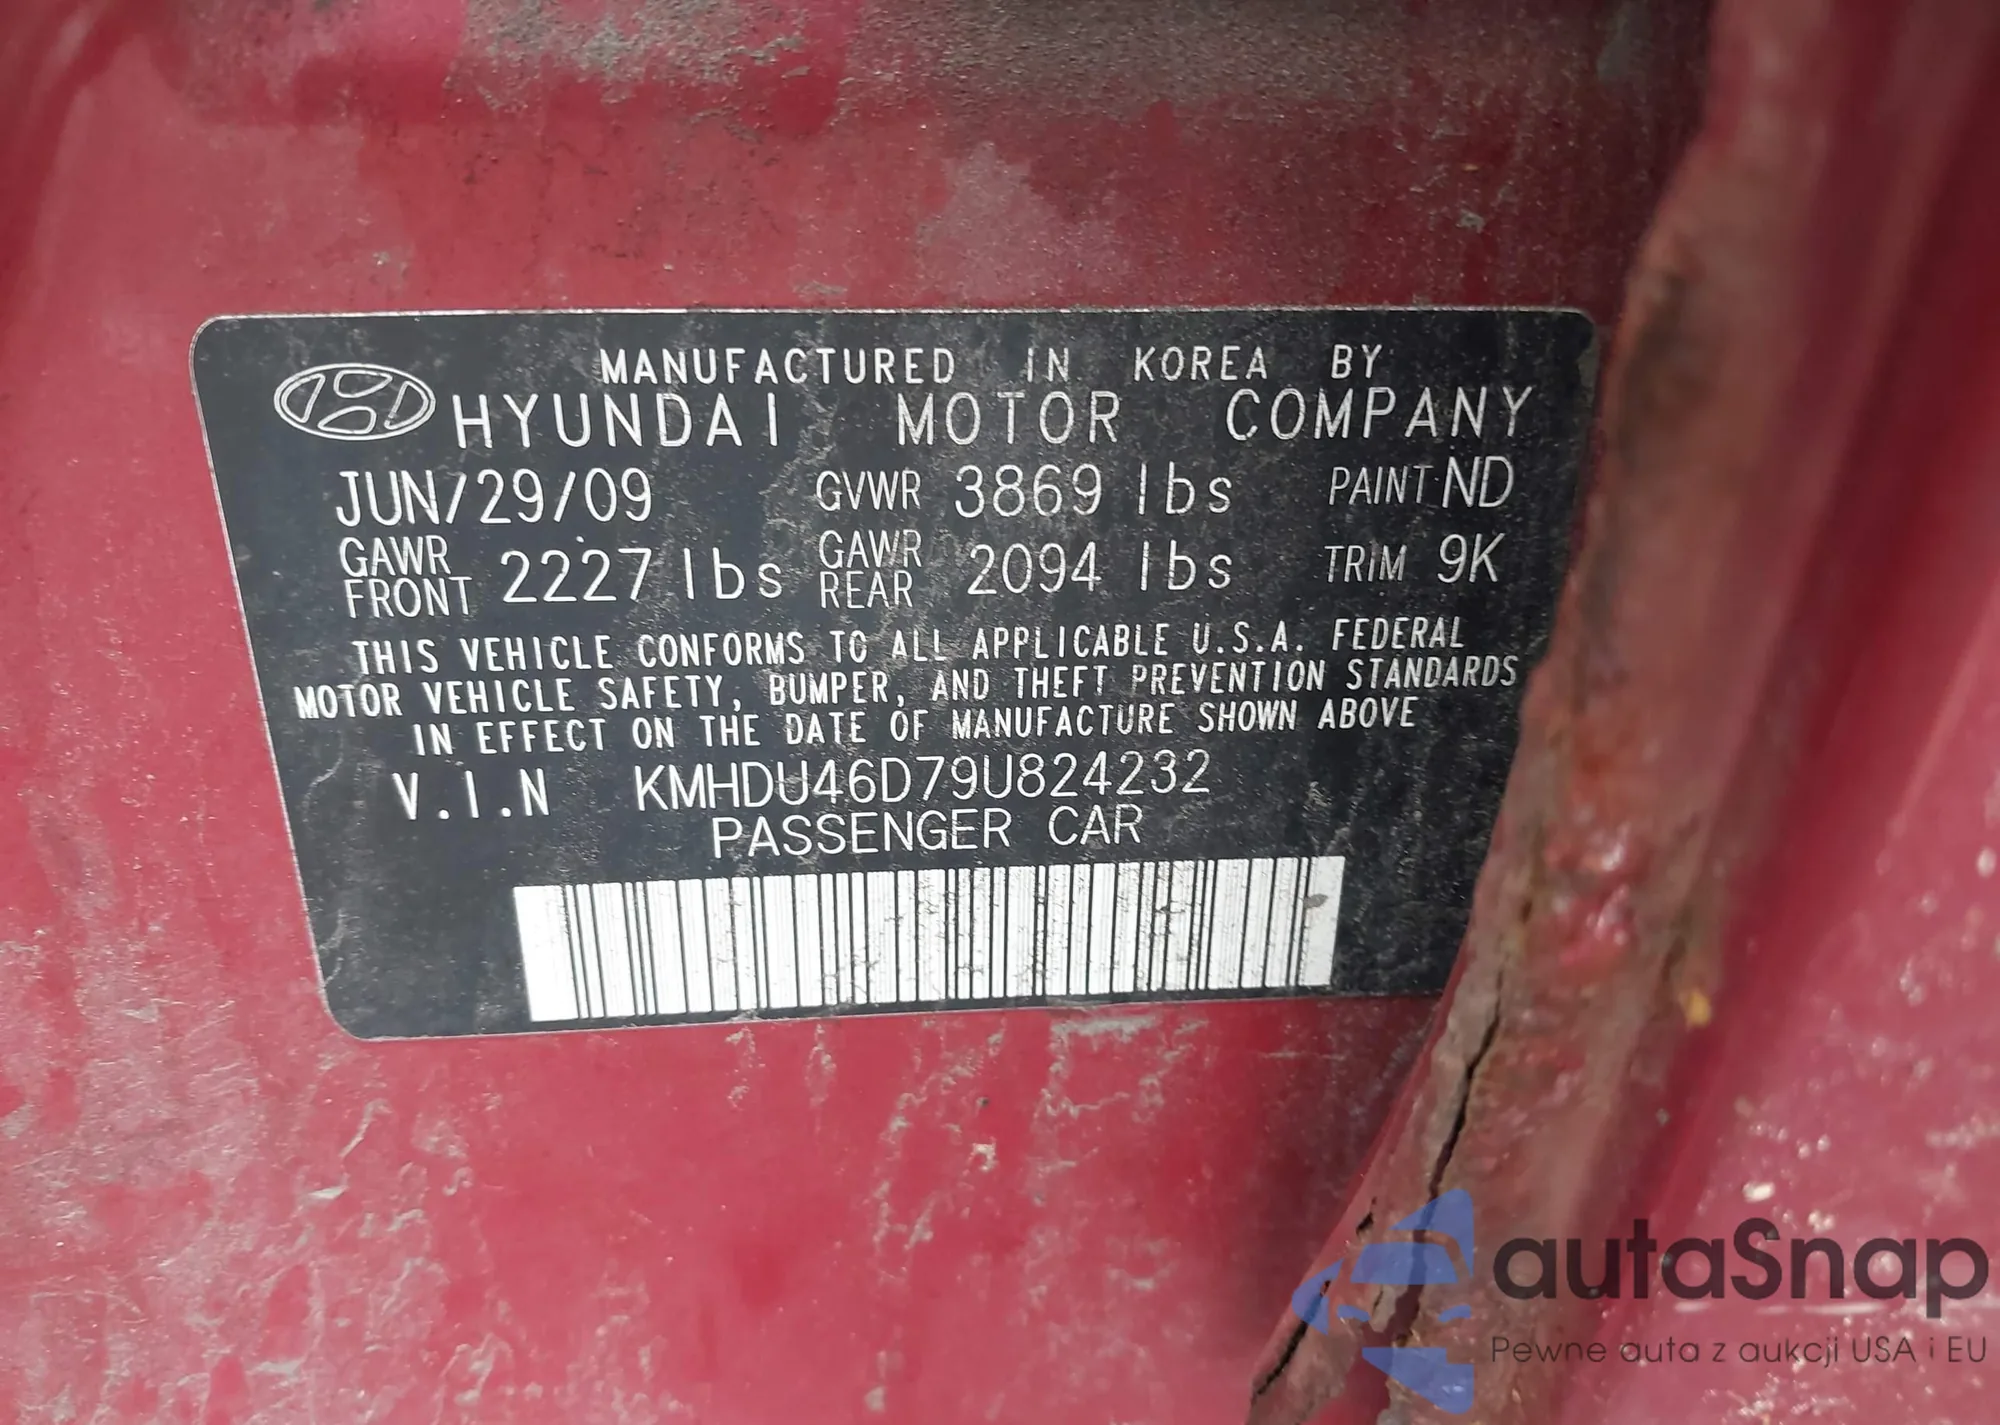 MANUFACTURED IN KOREA BY
HYUNDAI MOTOR COMPANY
JUN/29/09 GVWR 3869 lbs PAINT ND
GAWR FRONT 2227 lbs GAWR REAR 2094 lbs TRIM 9K
THIS VEHICLE CONFORMS TO ALL APPLICABLE U.S.A. FEDERAL
MOTOR VEHICLE SAFETY, BUMPER, AND THEFT PREVENTION STANDARDS
IN EFFECT ON THE DATE OF MANUFACTURE SHOWN ABOVE
V.I.N KMHDU46D79U824232
PASSENGER CAR
autaSnap
Pewne auta z aukcji USA i EU